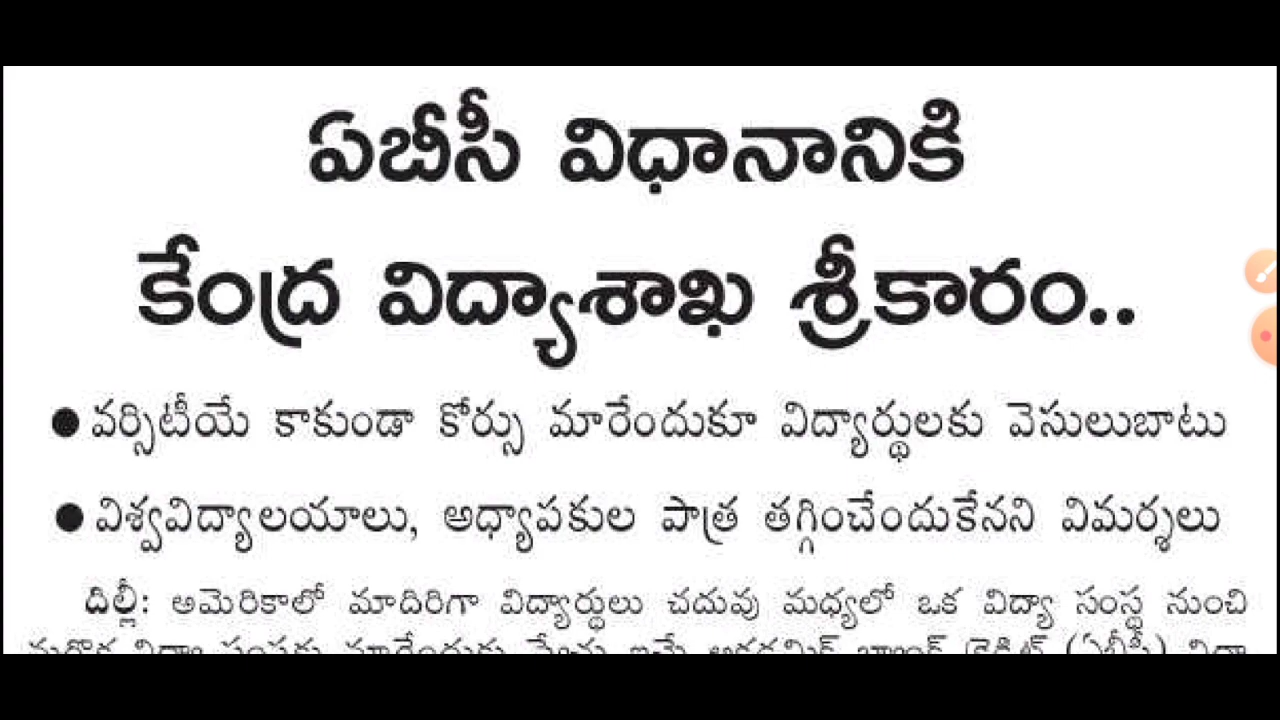 ఏబీసీ విధానానికి
కేంద్ర విద్యాశాఖ శ్రీకారం..
● వర్సిటీయే కాకుండా కోర్సు మారేందుకూ విద్యార్థులకు వెసులుబాటు
● విశ్వవిద్యాలయాలు, అధ్యాపకుల పాత్ర తగ్గించేందుకేనని విమర్శలు
దిల్లీ: అమెరికాలో మాదిరిగా విద్యార్థులు చదువు మధ్యలో ఒక విద్యా సంస్థ నుంచి